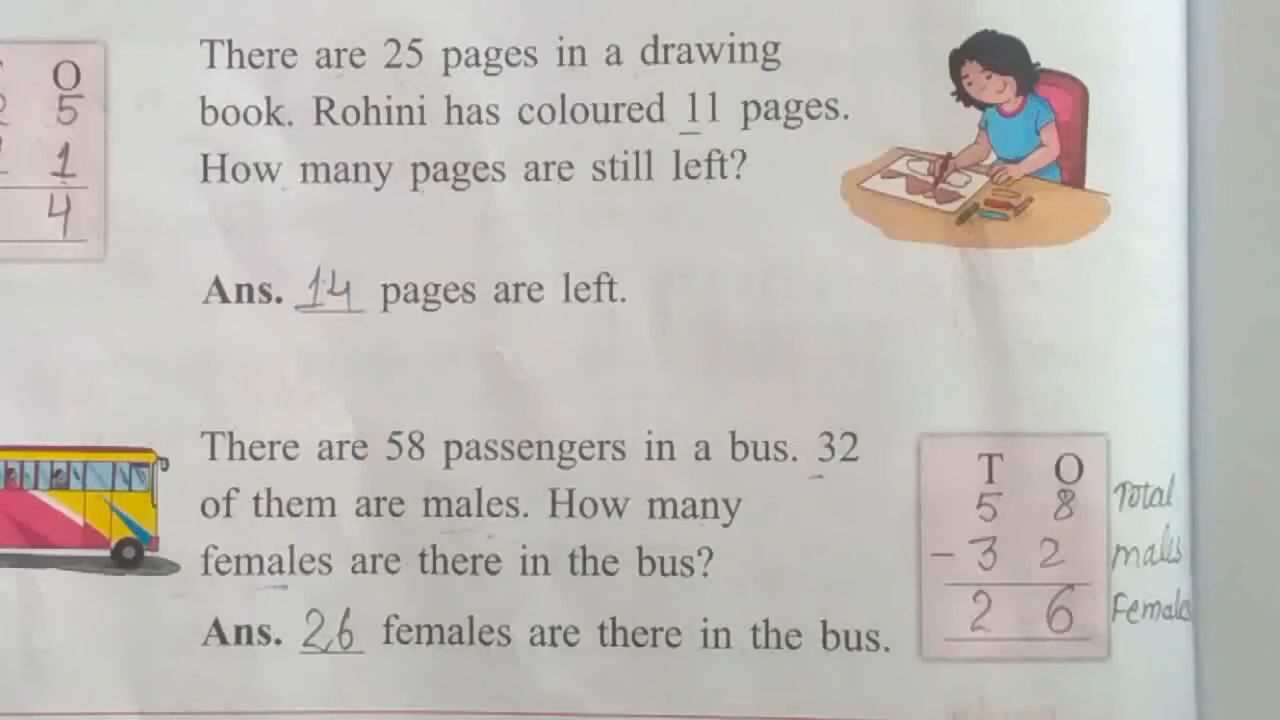 O
5
1
4
There are 25 pages in a drawing
book. Rohini has coloured 11 pages.
How many pages are still left?
Ans. 14 pages are left.
There are 58 passengers in a bus. 32
of them are males. How many
females are there in the bus?
Ans. 26 females are there in the bus.
T O
5 8 Total
- 3 2 males
2 6 Female